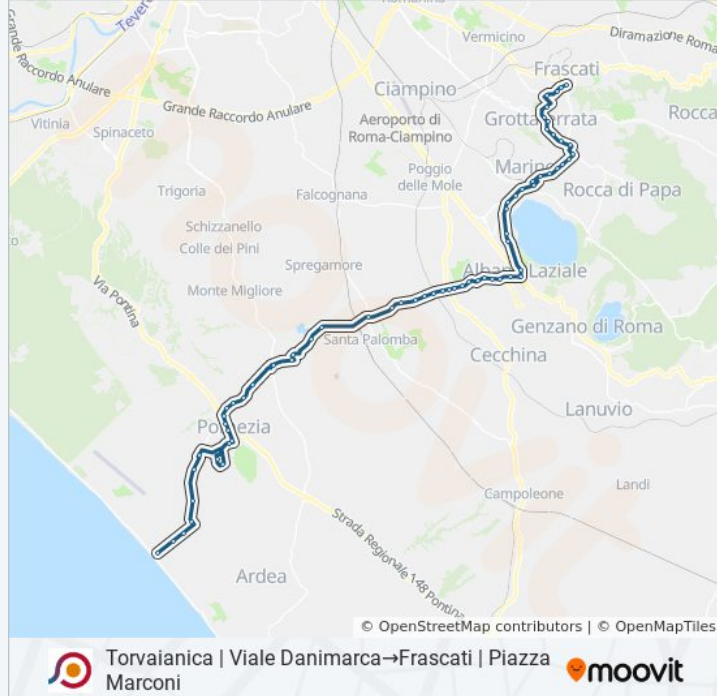 Vermicino
Diramazione Roma
Tevere
Grande Raccordo Anulare
Frascati
Ciampino
Grande Raccordo Anulare
Vitinia
Spinaceto
Aeroporto di
Roma-Ciampino
Grottaferrata
Rocca
Poggio
delle Mole
Marino
Rocca di Papa
Trigoria
Falcognana
Schizzanello
Colle dei Pini
Spregamore
Albano Laziale
Via Pontina
Monte Migliore
Genzano di Roma
Santa Palomba
Cecchina
Lanuvio
Pomezia
Landi
Campoleone
Strada Regionale 148 Pontina
Ardea
© OpenStreetMap contributors | © OpenMapTiles
Torvaianica | Viale Danimarca→Frascati | Piazza
Marconi
moovit